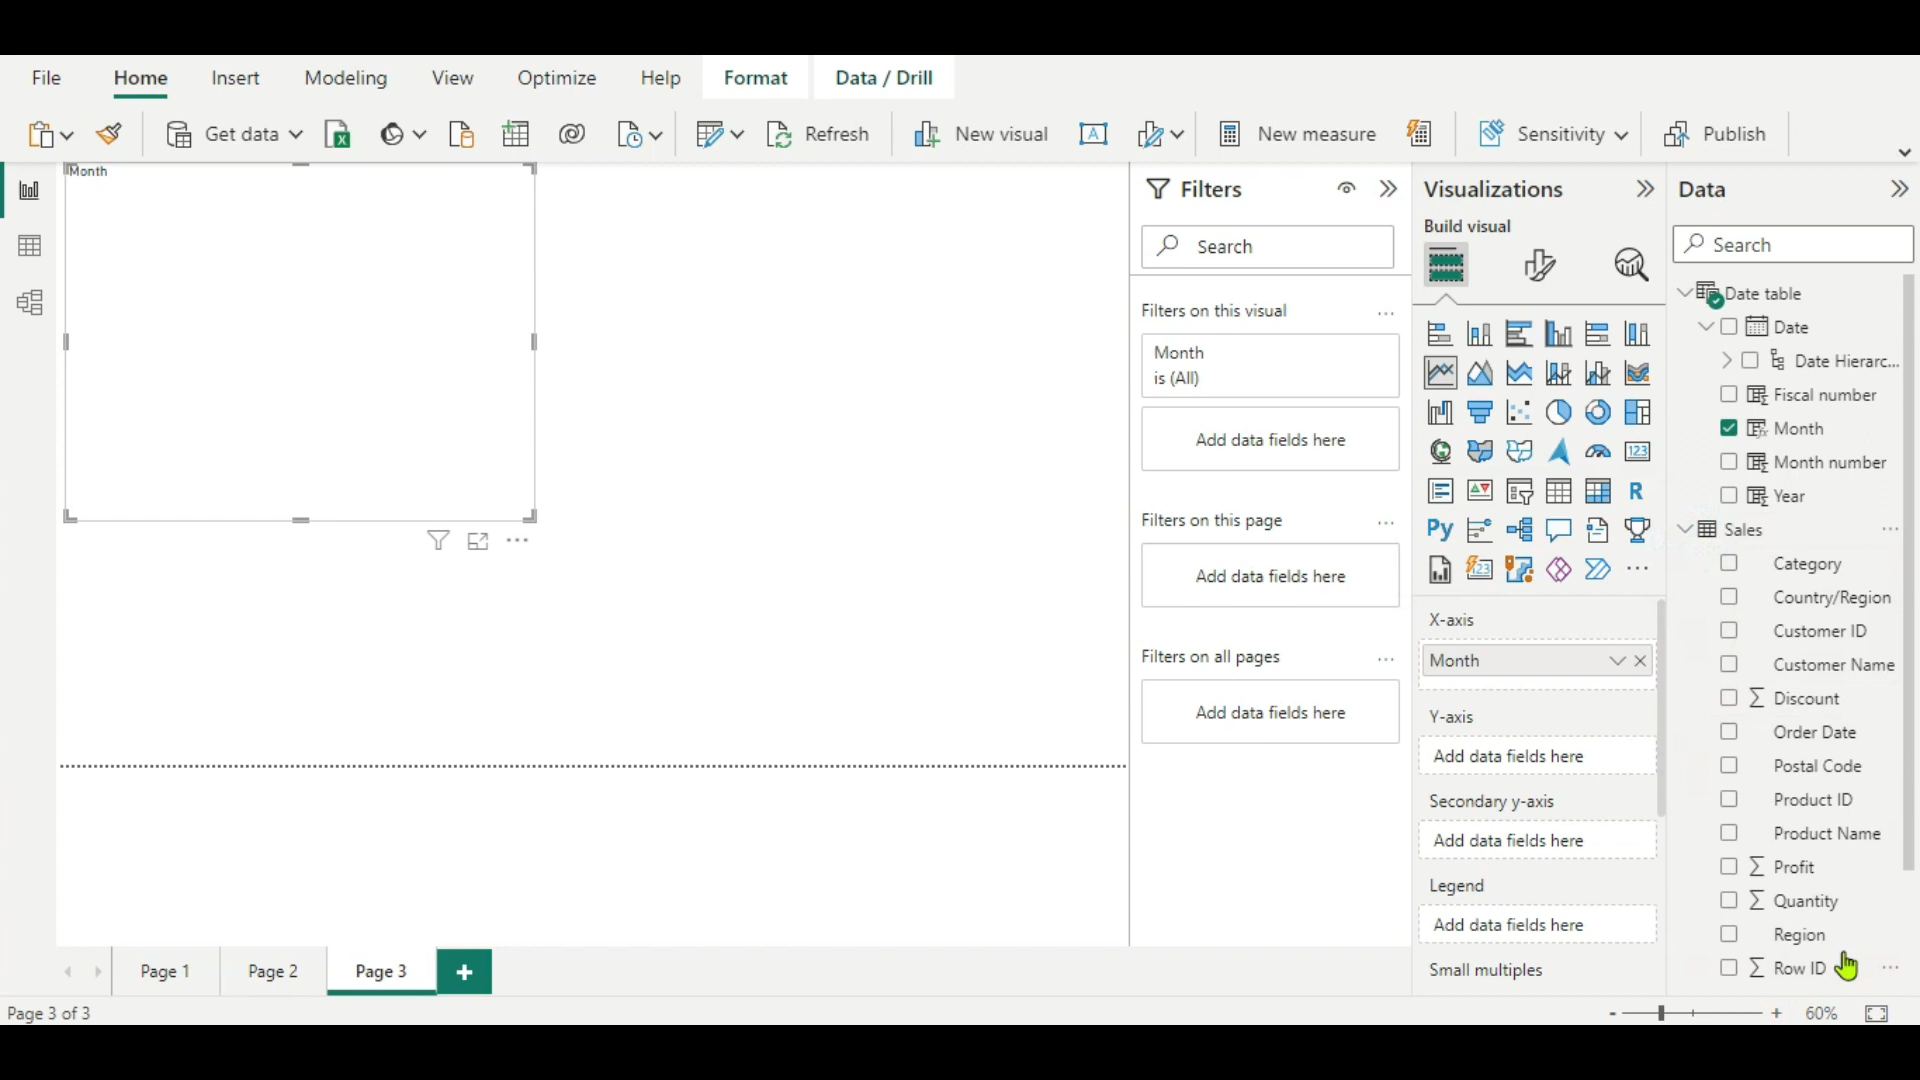 File
Home
Insert
Modeling
View
Optimize
Help
Format
Data / Drill
Get data
Refresh
New visual
A
New measure
Sensitivity
Publish
Month
Filters
Search
Filters on this visual
...
Month
is (All)
Add data fields here
Filters on this page
...
Add data fields here
Filters on all pages
...
Add data fields here
Visualizations
Build visual
123
R
Py
123
...
X-axis
Month
Y-axis
Add data fields here
Secondary y-axis
Add data fields here
Legend
Add data fields here
Small multiples
Data
Search
Date table
Date
Date Hierarc...
Fiscal number
Month
Month number
Year
Sales
...
Category
Country/Region
Customer ID
Customer Name
Discount
Order Date
Postal Code
Product ID
Product Name
Profit
Quantity
Region
Row ID
...
Page 1
Page 2
Page 3
+
Page 3 of 3
-
+
60%